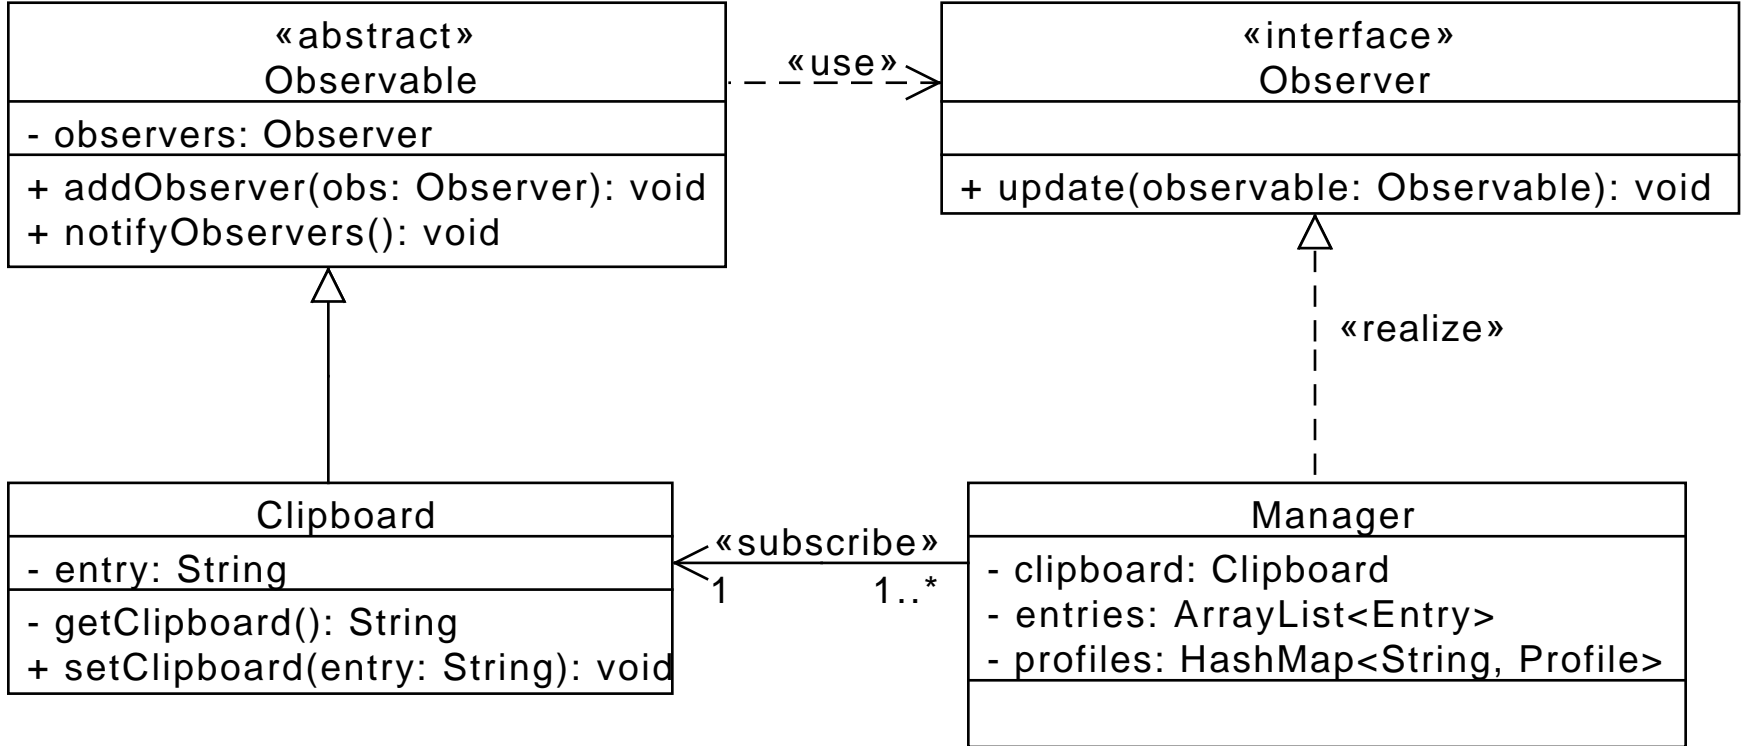 «abstract»
Observable
- observers: Observer
+ addObserver(obs: Observer): void
+ notifyObservers(): void
«use»
«interface»
Observer
+ update(observable: Observable): void
«realize»
Clipboard
- entry: String
- getClipboard(): String
+ setClipboard(entry: String): void
«subscribe»
1
1..*
Manager
- clipboard: Clipboard
- entries: ArrayList<Entry>
- profiles: HashMap<String, Profile>